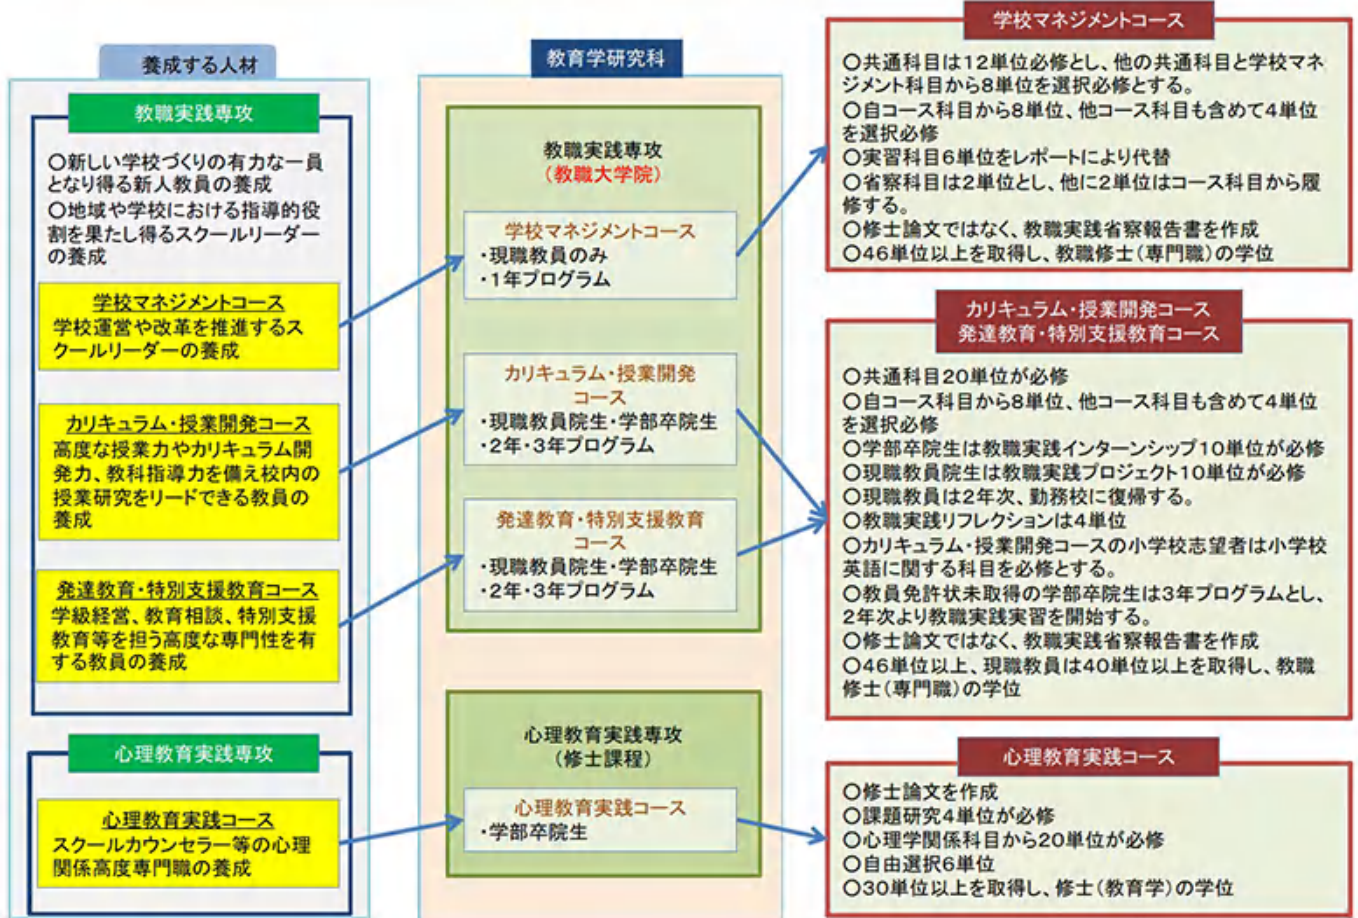 養成する人材
教職実践専攻
○新しい学校づくりの有力な一員
となり得る新人教員の養成
○地域や学校における指導的役
割を果たし得るスクールリーダー
の養成
学校マネジメントコース
学校運営や改革を推進するス
クールリーダーの養成
カリキュラム・授業開発コース
高度な授業力やカリキュラム開
発力、教科指導力を備え校内の
授業研究をリードできる教員の
養成
発達教育・特別支援教育コース
学級経営、教育相談、特別支援
教育等を担う高度な専門性を有
する教員の養成
心理教育実践専攻
心理教育実践コース
スクールカウンセラー等の心理
関係高度専門職の養成
教育学研究科
教職実践専攻
(教職大学院)
学校マネジメントコース
・現職教員のみ
・1年プログラム
カリキュラム・授業開発
コース
・現職教員院生・学部卒院生
・2年・3年プログラム
発達教育・特別支援教育
コース
・現職教員院生・学部卒院生
・2年・3年プログラム
心理教育実践専攻
(修士課程)
心理教育実践コース
・学部卒院生
学校マネジメントコース
○共通科目は12単位必修とし、他の共通科目と学校マネ
ジメント科目から8単位を選択必修とする。
○自コース科目から8単位、他コース科目も含めて4単位
を選択必修
○実習科目6単位をレポートにより代替
○省察科目は2単位とし、他に2単位はコース科目から履
修する。
○修士論文ではなく、教職実践省察報告書を作成
○46単位以上を取得し、教職修士(専門職)の学位
カリキュラム・授業開発コース
発達教育・特別支援教育コース
○共通科目20単位が必修
○自コース科目から8単位、他コース科目も含めて4単位
を選択必修
○学部卒院生は教職実践インターンシップ10単位が必修
○現職教員院生は教職実践プロジェクト10単位が必修
○現職教員は2年次、勤務校に復帰する。
○教職実践リフレクションは4単位
○カリキュラム・授業開発コースの小学校志望者は小学校
英語に関する科目を必修とする。
○教員免許状未取得の学部卒院生は3年プログラムとし、
2年次より教職実践実習を開始する。
○修士論文ではなく、教職実践省察報告書を作成
○46単位以上、現職教員は40単位以上を取得し、教職
修士(専門職)の学位
心理教育実践コース
○修士論文を作成
○課題研究4単位が必修
○心理学関係科目から20単位が必修
○自由選択6単位
○30単位以上を取得し、修士(教育学)の学位